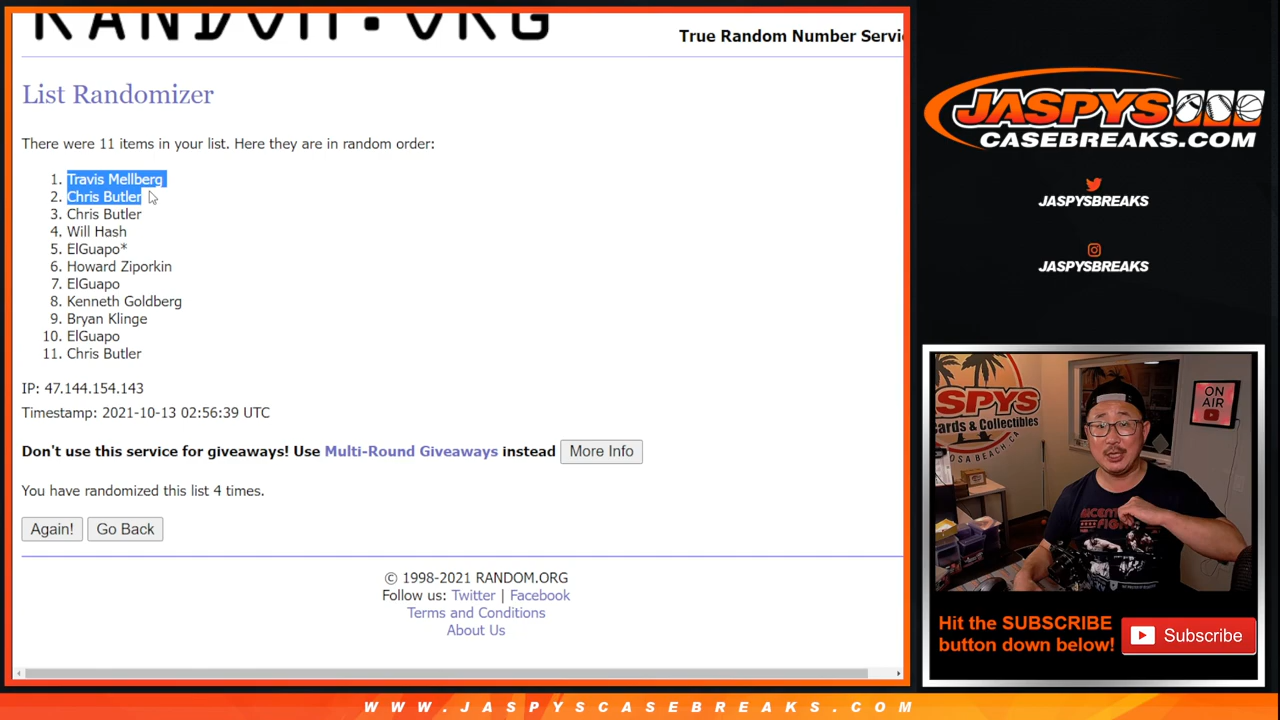 RANDOM.ORG
True Random Number Servi
List Randomizer
There were 11 items in your list. Here they are in random order:
1. Travis Mellberg
2. Chris Butler
3. Chris Butler
4. Will Hash
5. ElGuapo*
6. Howard Ziporkin
7. ElGuapo
8. Kenneth Goldberg
9. Bryan Klinge
10. ElGuapo
11. Chris Butler
IP: 47.144.154.143
Timestamp: 2021-10-13 02:56:39 UTC
Don't use this service for giveaways! Use Multi-Round Giveaways instead More Info
You have randomized this list 4 times.
Again! Go Back
© 1998-2021 RANDOM.ORG
Follow us: Twitter | Facebook
Terms and Conditions
About Us
JASPYS
CASEBREAKS.COM
JASPYSBREAKS
JASPYSBREAKS
ASPYS
ards & Collectibles
OSA BEACH, CA
ON
AIR
Hit the SUBSCRIBE
button down below!
Subscribe
WWW.JASPYSCASEBREAKS.COM